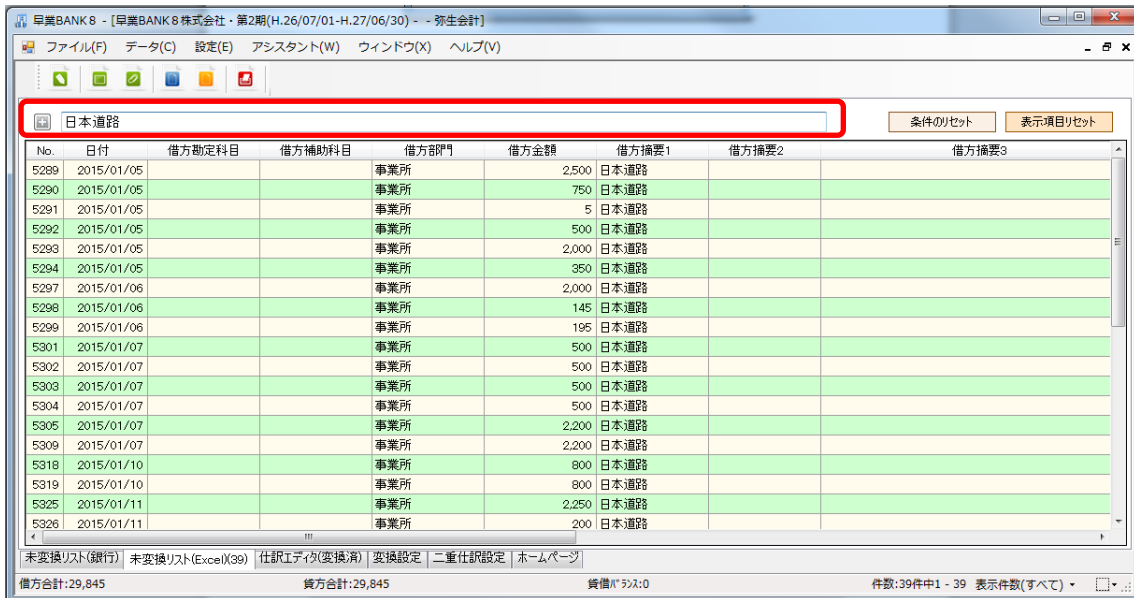 早業BANK8 - [早業BANK８株式会社・第2期(H.26/07/01-H.27/06/30) - - 弥生会計]
ファイル(F) データ(C) 設定(E) アシスタント(W) ウィンドウ(X) ヘルプ(V)
日本道路 条件のリセット 表示項目リセット
No. 日付 借方勘定科目 借方補助科目 借方部門 借方金額 借方摘要1 借方摘要2 借方摘要3
5289 2015/01/05 事業所 2,500 日本道路
5290 2015/01/05 事業所 750 日本道路
5291 2015/01/05 事業所 5 日本道路
5292 2015/01/05 事業所 500 日本道路
5293 2015/01/05 事業所 2,000 日本道路
5294 2015/01/05 事業所 350 日本道路
5297 2015/01/06 事業所 2,000 日本道路
5298 2015/01/06 事業所 145 日本道路
5299 2015/01/06 事業所 195 日本道路
5301 2015/01/07 事業所 500 日本道路
5302 2015/01/07 事業所 500 日本道路
5303 2015/01/07 事業所 500 日本道路
5304 2015/01/07 事業所 500 日本道路
5305 2015/01/07 事業所 2,200 日本道路
5309 2015/01/07 事業所 2,200 日本道路
5318 2015/01/10 事業所 800 日本道路
5319 2015/01/10 事業所 800 日本道路
5325 2015/01/11 事業所 2,250 日本道路
5326 2015/01/11 事業所 200 日本道路
未変換リスト(銀行) 未変換リスト(Excel)(39) 仕訳エディタ(変換済) 変換設定 二重仕訳設定 ホームページ
借方合計:29,845 貸方合計:29,845 貸借バランス:0 件数:39件中1 - 39 表示件数(すべて)